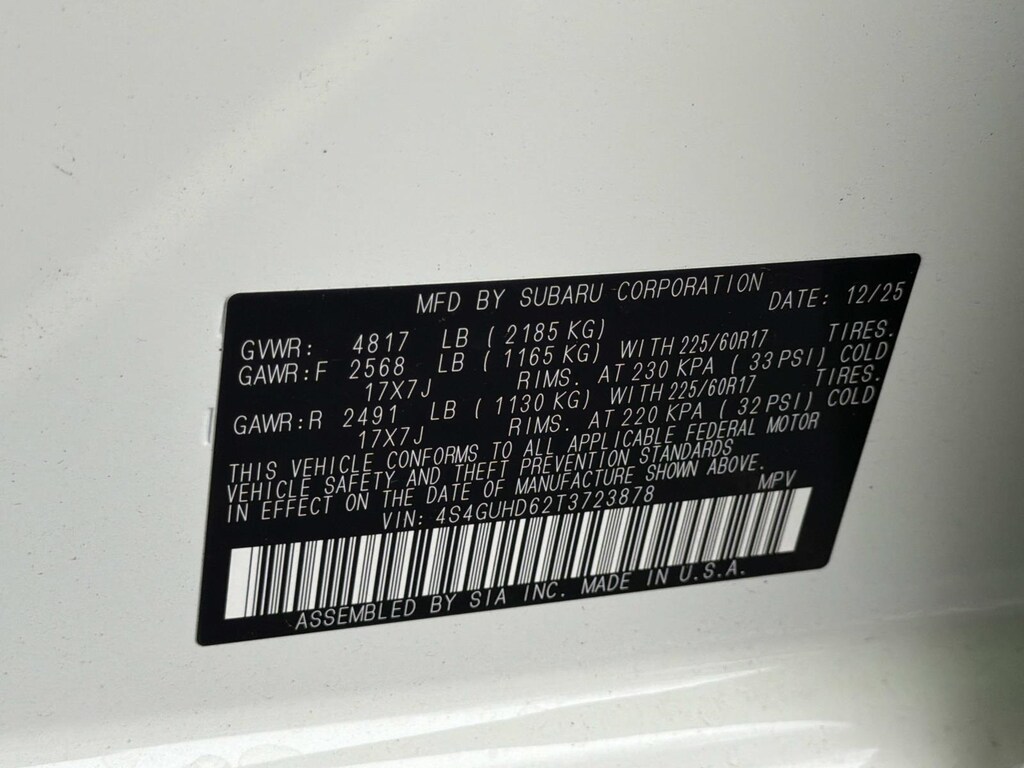 MFD BY SUBARU CORPORATION DATE: 12/25
GVWR: 4817 LB ( 2185 KG)
GAWR:F 2568 LB ( 1165 KG) WITH 225/60R17 TIRES.
17X7J RIMS. AT 230 KPA ( 33 PSI) COLD
GAWR:R 2491 LB ( 1130 KG) WITH 225/60R17 TIRES.
17X7J RIMS. AT 220 KPA ( 32 PSI) COLD
THIS VEHICLE CONFORMS TO ALL APPLICABLE FEDERAL MOTOR
VEHICLE SAFETY AND THEFT PREVENTION STANDARDS
IN EFFECT ON THE DATE OF MANUFACTURE SHOWN ABOVE.
VIN: 4S4GUHD62T3723878 MPV
ASSEMBLED BY SIA INC. MADE IN U.S.A.